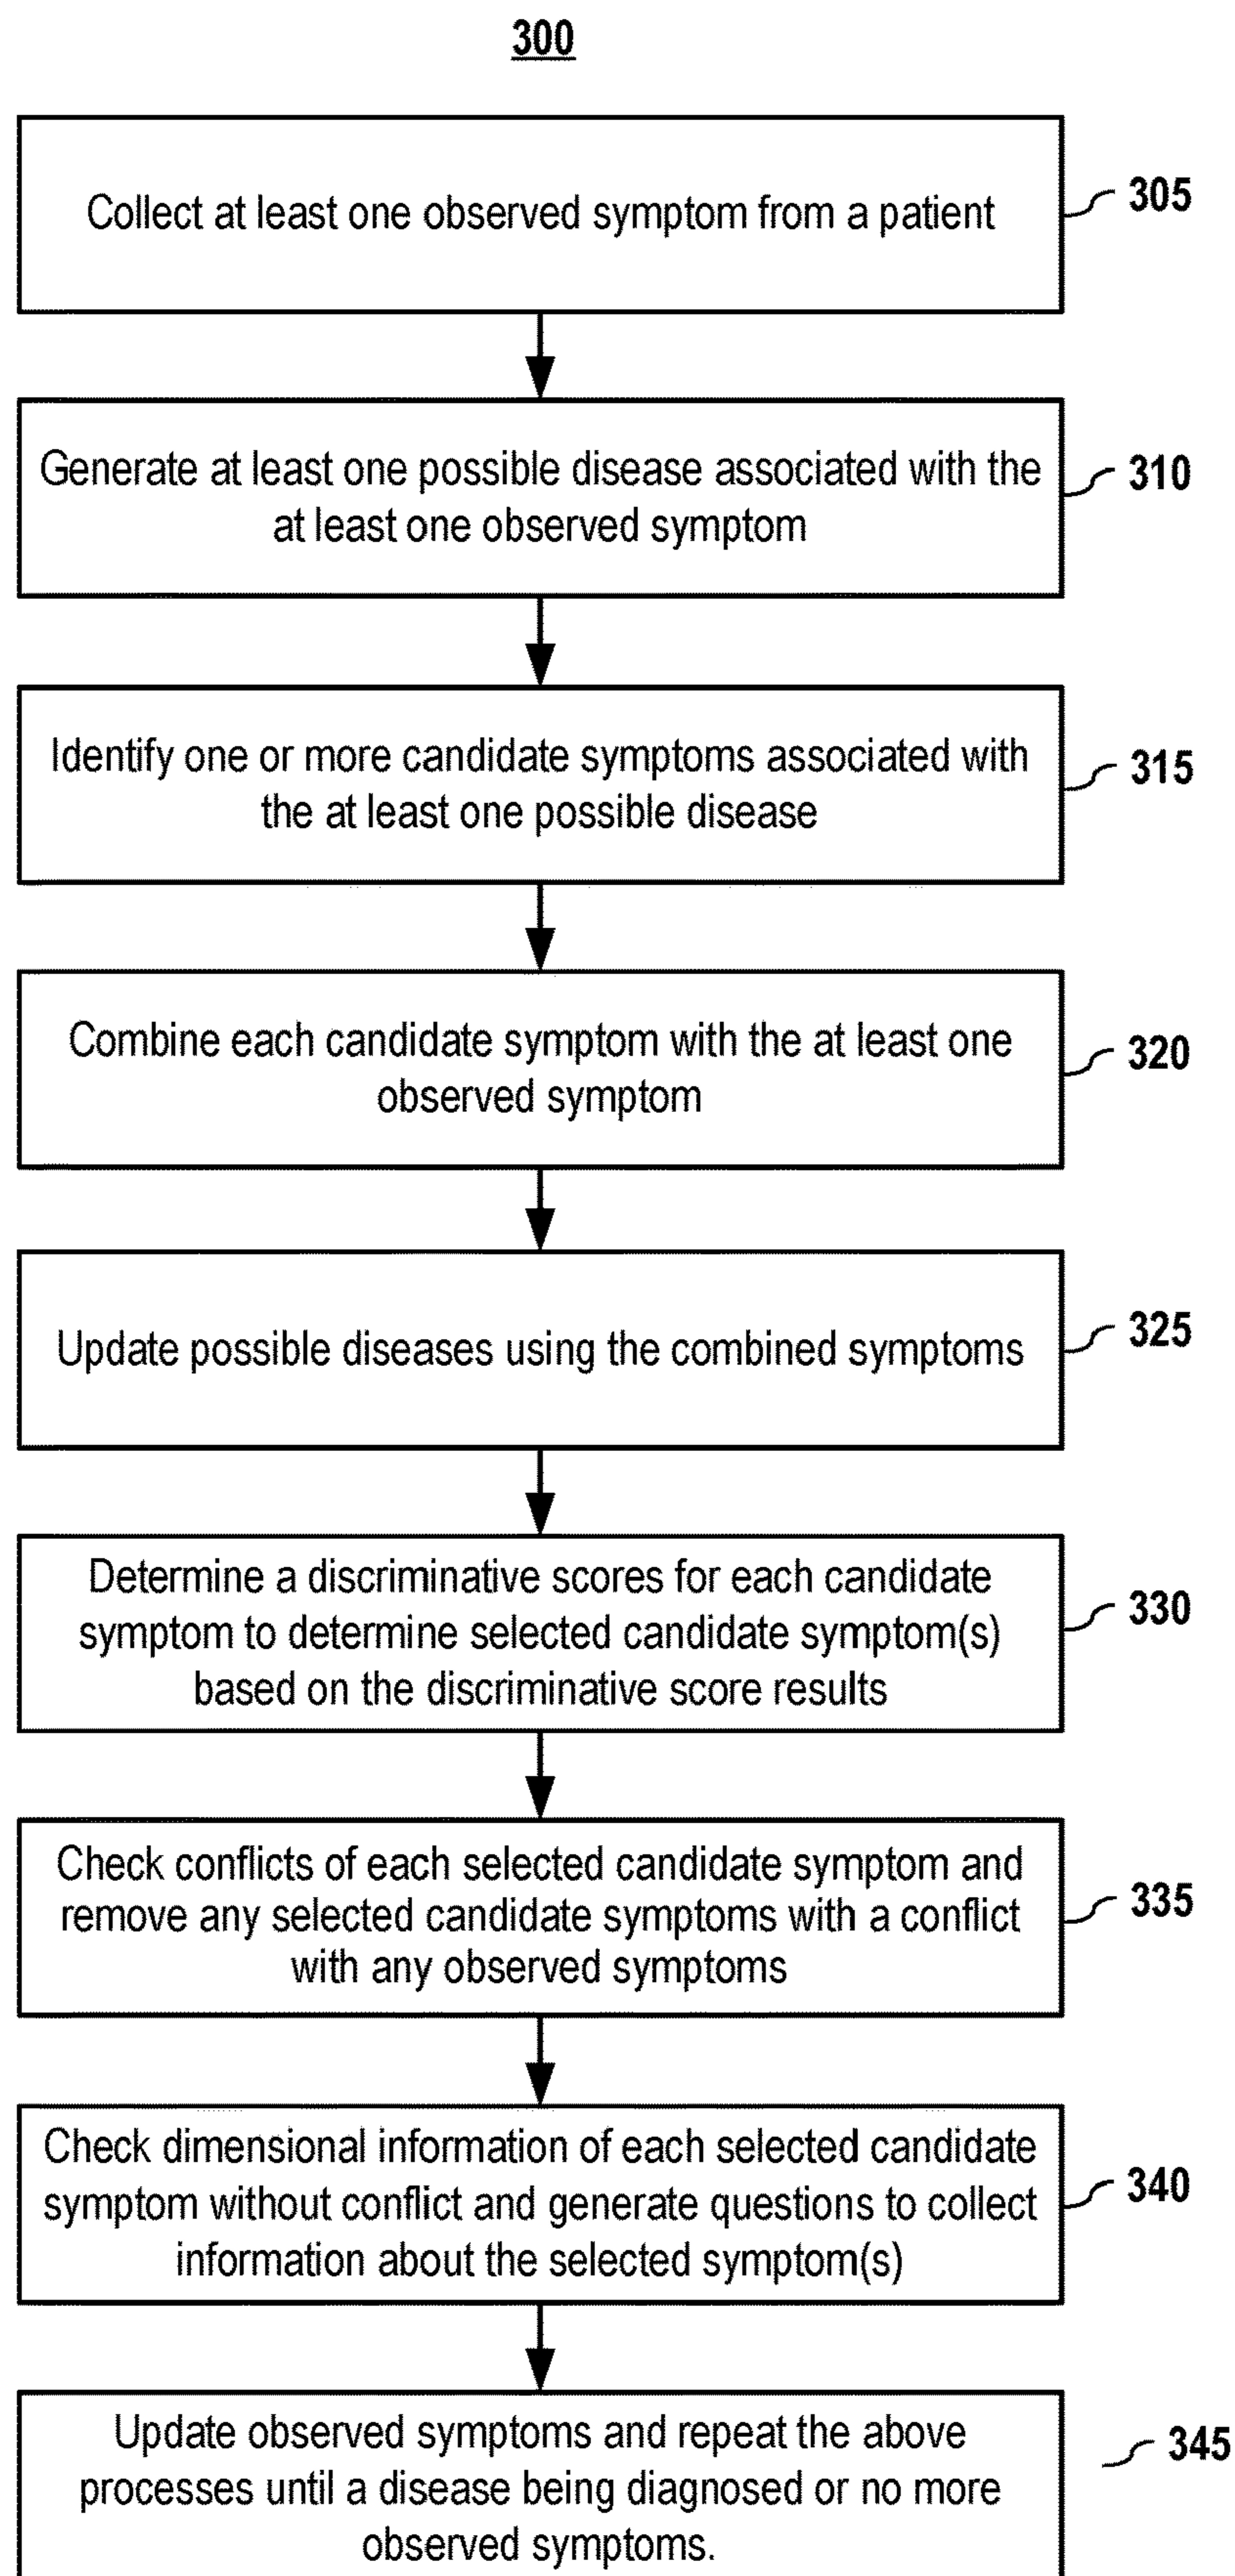 300
Collect at least one observed symptom from a patient
305
Generate at least one possible disease associated with the
at least one observed symptom
310
Identify one or more candidate symptoms associated with
the at least one possible disease
315
Combine each candidate symptom with the at least one
observed symptom
320
Update possible diseases using the combined symptoms
325
Determine a discriminative scores for each candidate
symptom to determine selected candidate symptom(s)
based on the discriminative score results
330
Check conflicts of each selected candidate symptom and
remove any selected candidate symptoms with a conflict
with any observed symptoms
335
Check dimensional information of each selected candidate
symptom without conflict and generate questions to collect
information about the selected symptom(s)
340
Update observed symptoms and repeat the above
processes until a disease being diagnosed or no more
observed symptoms.
345